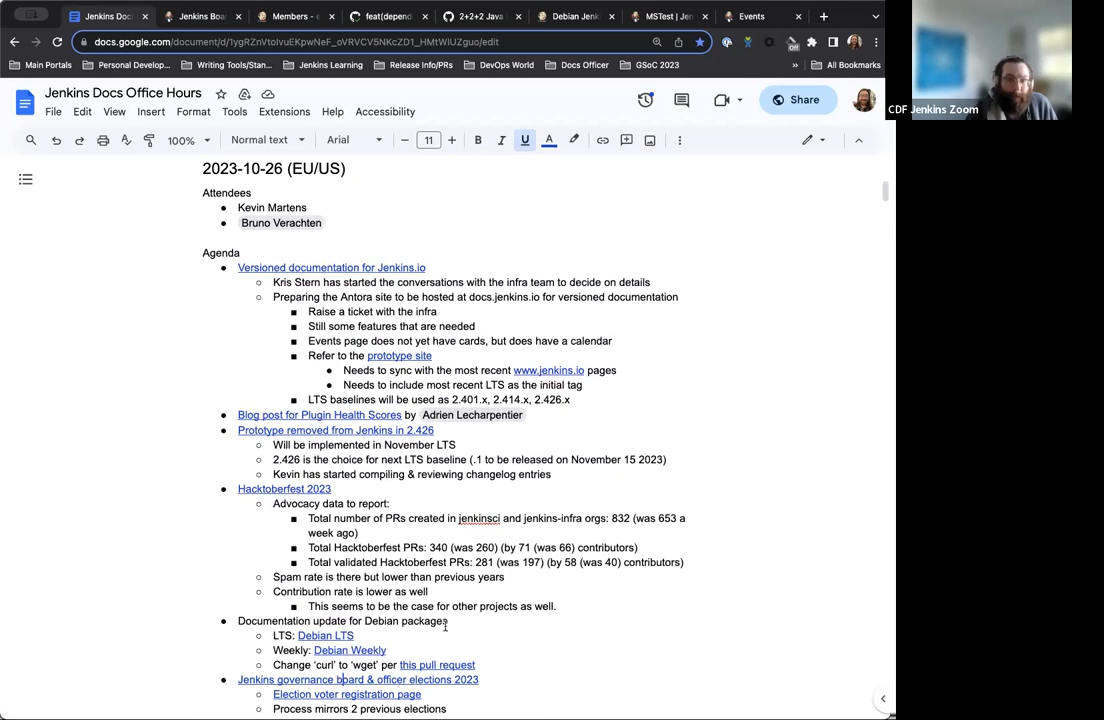 Jenkins Docs
Jenkins Boar
Members - e
feat(depend
2+2+2 Java
Debian Jenk
MSTest | Jen
Events
docs.google.com/document/d/1ygRZnVtoIvuEKpwNeF_oVRVCV5NKcZD1_HMtWlUZguo/edit
Off
Main Portals
Personal Develop...
Writing Tools/Stan...
Jenkins Learning
Release Info/PRs
DevOps World
Docs Officer
GSoC 2023
»
All Bookmarks
CDF Jenkins Zoom
Jenkins Docs Office Hours
File Edit View Insert Format Tools Extensions Help Accessibility
Share
100% Normal text Arial − 11 + B I U A
2023-10-26 (EU/US)
Attendees
● Kevin Martens
● Bruno Verachten
Agenda
● Versioned documentation for Jenkins.io
○ Kris Stern has started the conversations with the infra team to decide on details
○ Preparing the Antora site to be hosted at docs.jenkins.io for versioned documentation
■ Raise a ticket with the infra
■ Still some features that are needed
■ Events page does not yet have cards, but does have a calendar
■ Refer to the prototype site
● Needs to sync with the most recent www.jenkins.io pages
● Needs to include most recent LTS as the initial tag
■ LTS baselines will be used as 2.401.x, 2.414.x, 2.426.x
● Blog post for Plugin Health Scores by Adrien Lecharpentier
● Prototype removed from Jenkins in 2.426
○ Will be implemented in November LTS
○ 2.426 is the choice for next LTS baseline (.1 to be released on November 15 2023)
○ Kevin has started compiling & reviewing changelog entries
● Hacktoberfest 2023
○ Advocacy data to report:
■ Total number of PRs created in jenkinsci and jenkins-infra orgs: 832 (was 653 a
week ago)
■ Total Hacktoberfest PRs: 340 (was 260) (by 71 (was 66) contributors)
■ Total validated Hacktoberfest PRs: 281 (was 197) (by 58 (was 40) contributors)
○ Spam rate is there but lower than previous years
○ Contribution rate is lower as well
■ This seems to be the case for other projects as well.
● Documentation update for Debian packages
○ LTS: Debian LTS
○ Weekly: Debian Weekly
○ Change ‘curl’ to ‘wget’ per this pull request
● Jenkins governance board & officer elections 2023
○ Election voter registration page
○ Process mirrors 2 previous elections